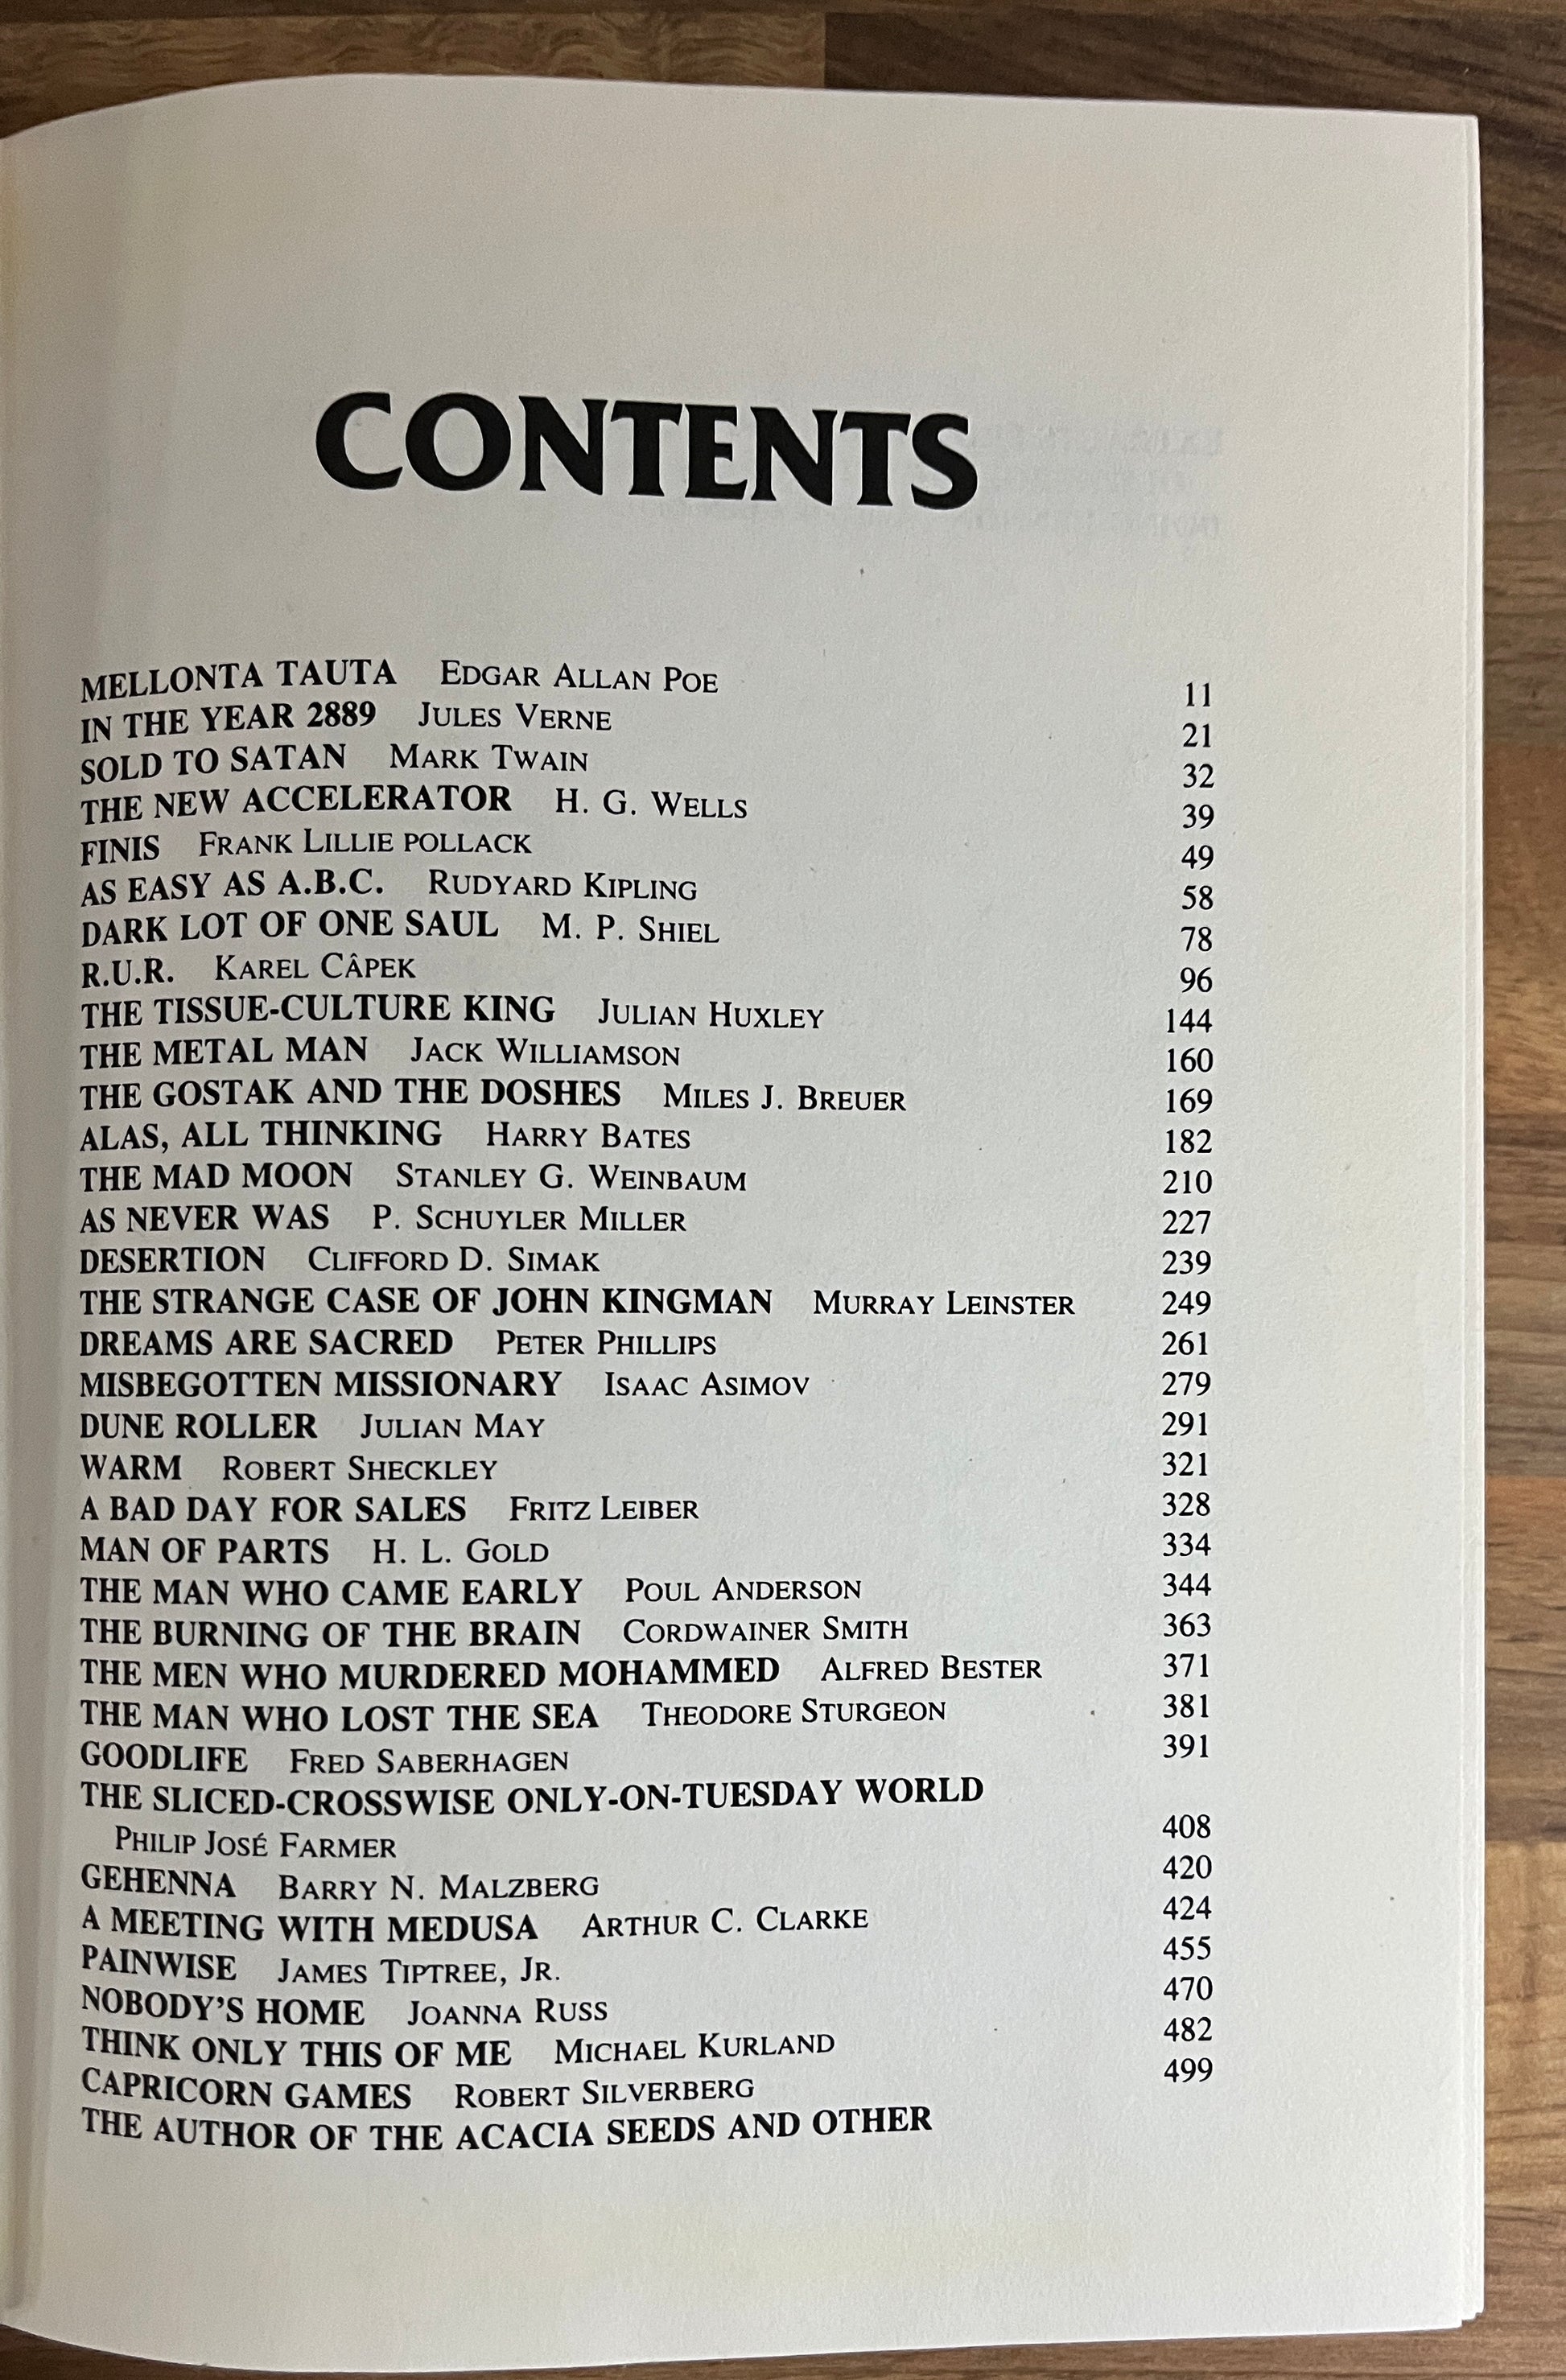 CONTENTS
MELLONTA TAUTA EDGAR ALLAN POE 11
IN THE YEAR 2889 JULES VERNE 21
SOLD TO SATAN MARK TWAIN 32
THE NEW ACCELERATOR H. G. WELLS 39
FINIS FRANK LILLIE POLLACK 49
AS EASY AS A.B.C. RUDYARD KIPLING 58
DARK LOT OF ONE SAUL M. P. SHIEL 78
R.U.R. KAREL CÂPEK 96
THE TISSUE-CULTURE KING JULIAN HUXLEY 144
THE METAL MAN JACK WILLIAMSON 160
THE GOSTAK AND THE DOSHES MILES J. BREUER 169
ALAS, ALL THINKING HARRY BATES 182
THE MAD MOON STANLEY G. WEINBAUM 210
AS NEVER WAS P. SCHUYLER MILLER 227
DESERTION CLIFFORD D. SIMAK 239
THE STRANGE CASE OF JOHN KINGMAN MURRAY LEINSTER 249
DREAMS ARE SACRED PETER PHILLIPS 261
MISBEGOTTEN MISSIONARY ISAAC ASIMOV 279
DUNE ROLLER JULIAN MAY 291
WARM ROBERT SHECKLEY 321
A BAD DAY FOR SALES FRITZ LEIBER 328
MAN OF PARTS H. L. GOLD 334
THE MAN WHO CAME EARLY POUL ANDERSON 344
THE BURNING OF THE BRAIN CORDWAINER SMITH 363
THE MEN WHO MURDERED MOHAMMED ALFRED BESTER 371
THE MAN WHO LOST THE SEA THEODORE STURGEON 381
GOODLIFE FRED SABERHAGEN 391
THE SLICED-CROSSWISE ONLY-ON-TUESDAY WORLD
PHILIP JOSÉ FARMER 408
GEHENNA BARRY N. MALZBERG 420
A MEETING WITH MEDUSA ARTHUR C. CLARKE 424
PAINWISE JAMES TIPTREE, JR. 455
NOBODY'S HOME JOANNA RUSS 470
THINK ONLY THIS OF ME MICHAEL KURLAND 482
CAPRICORN GAMES ROBERT SILVERBERG 499
THE AUTHOR OF THE ACACIA SEEDS AND OTHER